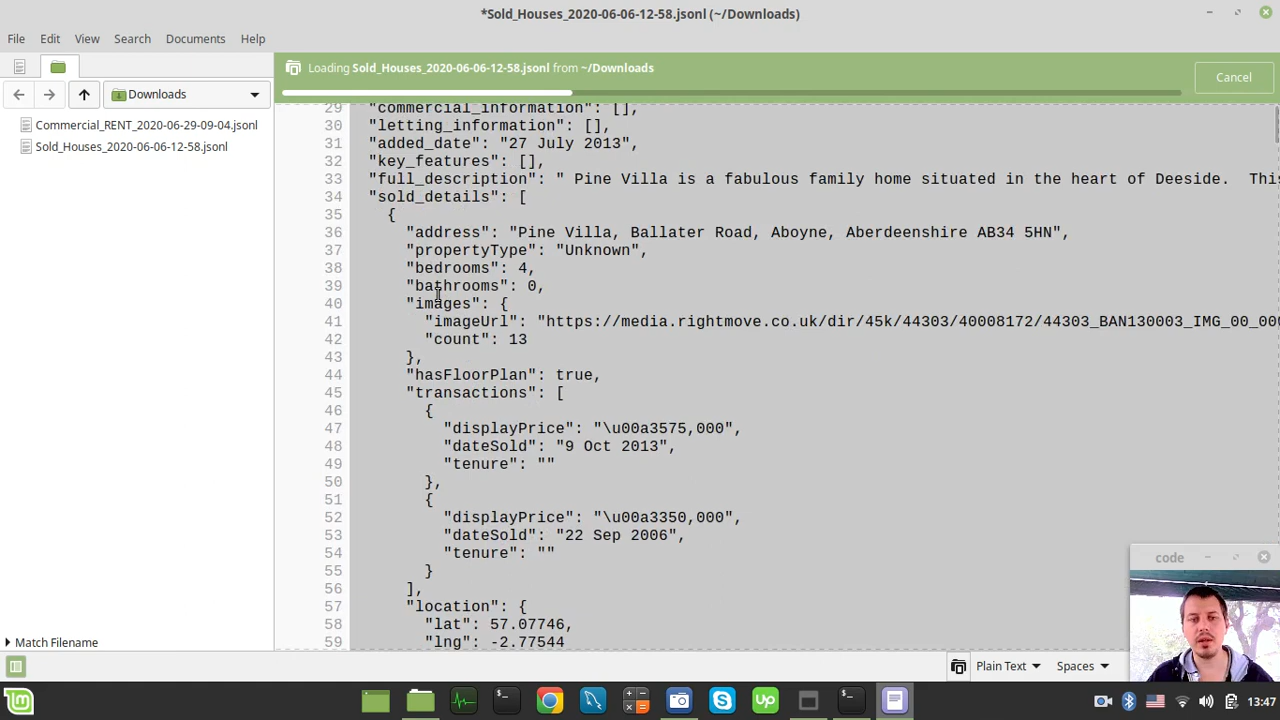 *Sold_Houses_2020-06-06-12-58.jsonl (~/Downloads)
File Edit View Search Documents Help
Loading Sold_Houses_2020-06-06-12-58.jsonl from ~/Downloads
Cancel
Downloads
Commercial_RENT_2020-06-29-09-04.jsonl
Sold_Houses_2020-06-06-12-58.jsonl
29 "commercial_information": [],
30 "letting_information": [],
31 "added_date": "27 July 2013",
32 "key_features": [],
33 "full_description": " Pine Villa is a fabulous family home situated in the heart of Deeside.  This
34 "sold_details": [
35 {
36 "address": "Pine Villa, Ballater Road, Aboyne, Aberdeenshire AB34 5HN",
37 "propertyType": "Unknown",
38 "bedrooms": 4,
39 "bathrooms": 0,
40 "images": {
41 "imageUrl": "https://media.rightmove.co.uk/dir/45k/44303/40008172/44303_BAN130003_IMG_00_000
42 "count": 13
43 },
44 "hasFloorPlan": true,
45 "transactions": [
46 {
47 "displayPrice": "\u00a3575,000",
48 "dateSold": "9 Oct 2013",
49 "tenure": ""
50 },
51 {
52 "displayPrice": "\u00a3350,000",
53 "dateSold": "22 Sep 2006",
54 "tenure": ""
55 }
56 ],
57 "location": {
58 "lat": 57.07746,
59 "lng": -2.77544
code
Match Filename
Plain Text Spaces
13:47